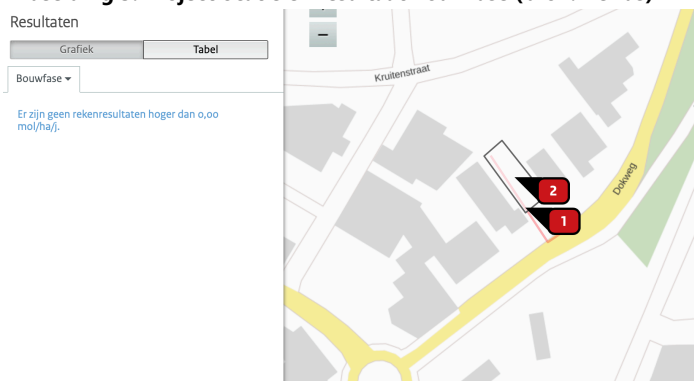 Resultaten
Grafiek
Tabel
Bouwfase
Er zijn geen rekenresultaten hoger dan 0,00
mol/ha/j.
Kruitenstraat
Dokweg
2
1